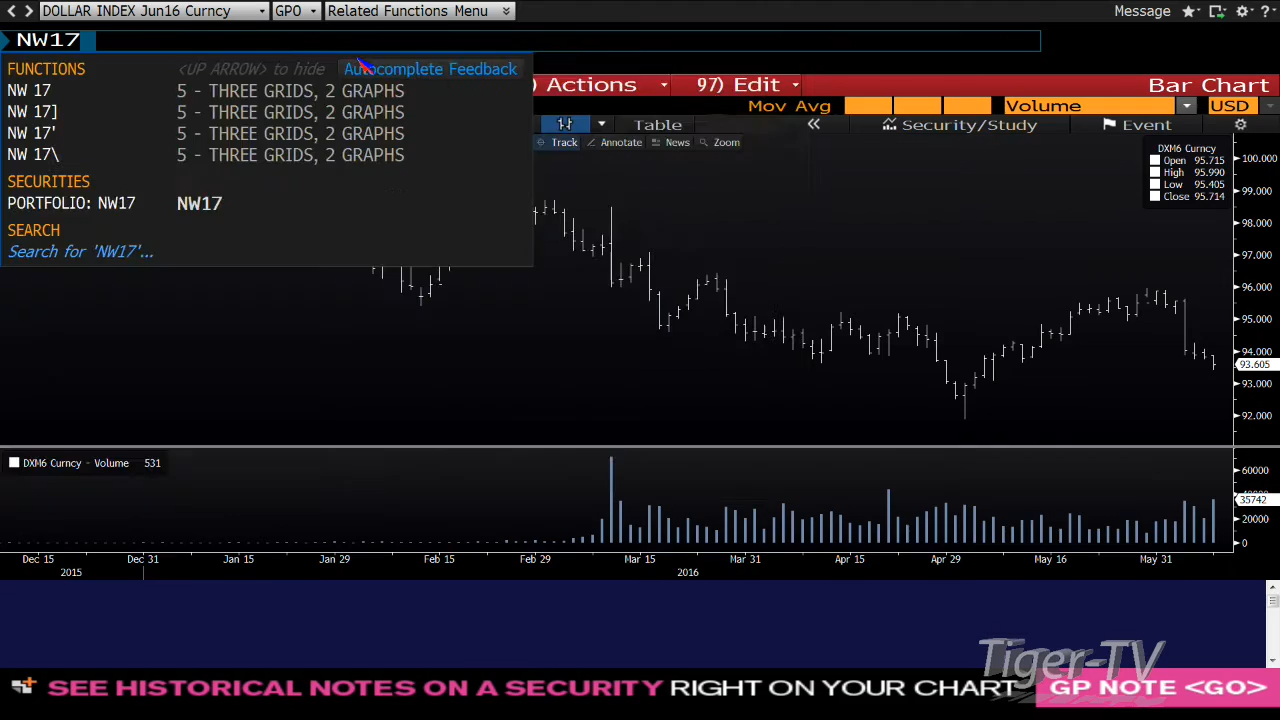 DOLLAR INDEX Jun16 Curncy GPO Related Functions Menu Message
NW17
FUNCTIONS <UP ARROW> to hide Autocomplete Feedback
NW 17 5 - THREE GRIDS, 2 GRAPHS
NW 17] 5 - THREE GRIDS, 2 GRAPHS
NW 17' 5 - THREE GRIDS, 2 GRAPHS
NW 17\ 5 - THREE GRIDS, 2 GRAPHS
SECURITIES
PORTFOLIO: NW17 NW17
SEARCH
Search for 'NW17'...
) Actions 97) Edit Bar Chart
Mov Avg Volume USD
Table Security/Study Event
Track Annotate News Zoom
DXM6 Curncy
Open 95.715
High 95.990
Low 95.405
Close 95.714
100.000
99.000
98.000
97.000
96.000
95.000
94.000
93.605
93.000
92.000
DXM6 Curncy - Volume 531
60000
35742
20000
0
Dec 15 Dec 31 Jan 15 Jan 29 Feb 15 Feb 29 Mar 15 Mar 31 Apr 15 Apr 29 May 16 May 31
2015 2016
Tiger-TV
SEE HISTORICAL NOTES ON A SECURITY RIGHT ON YOUR CHART GP NOTE <GO>